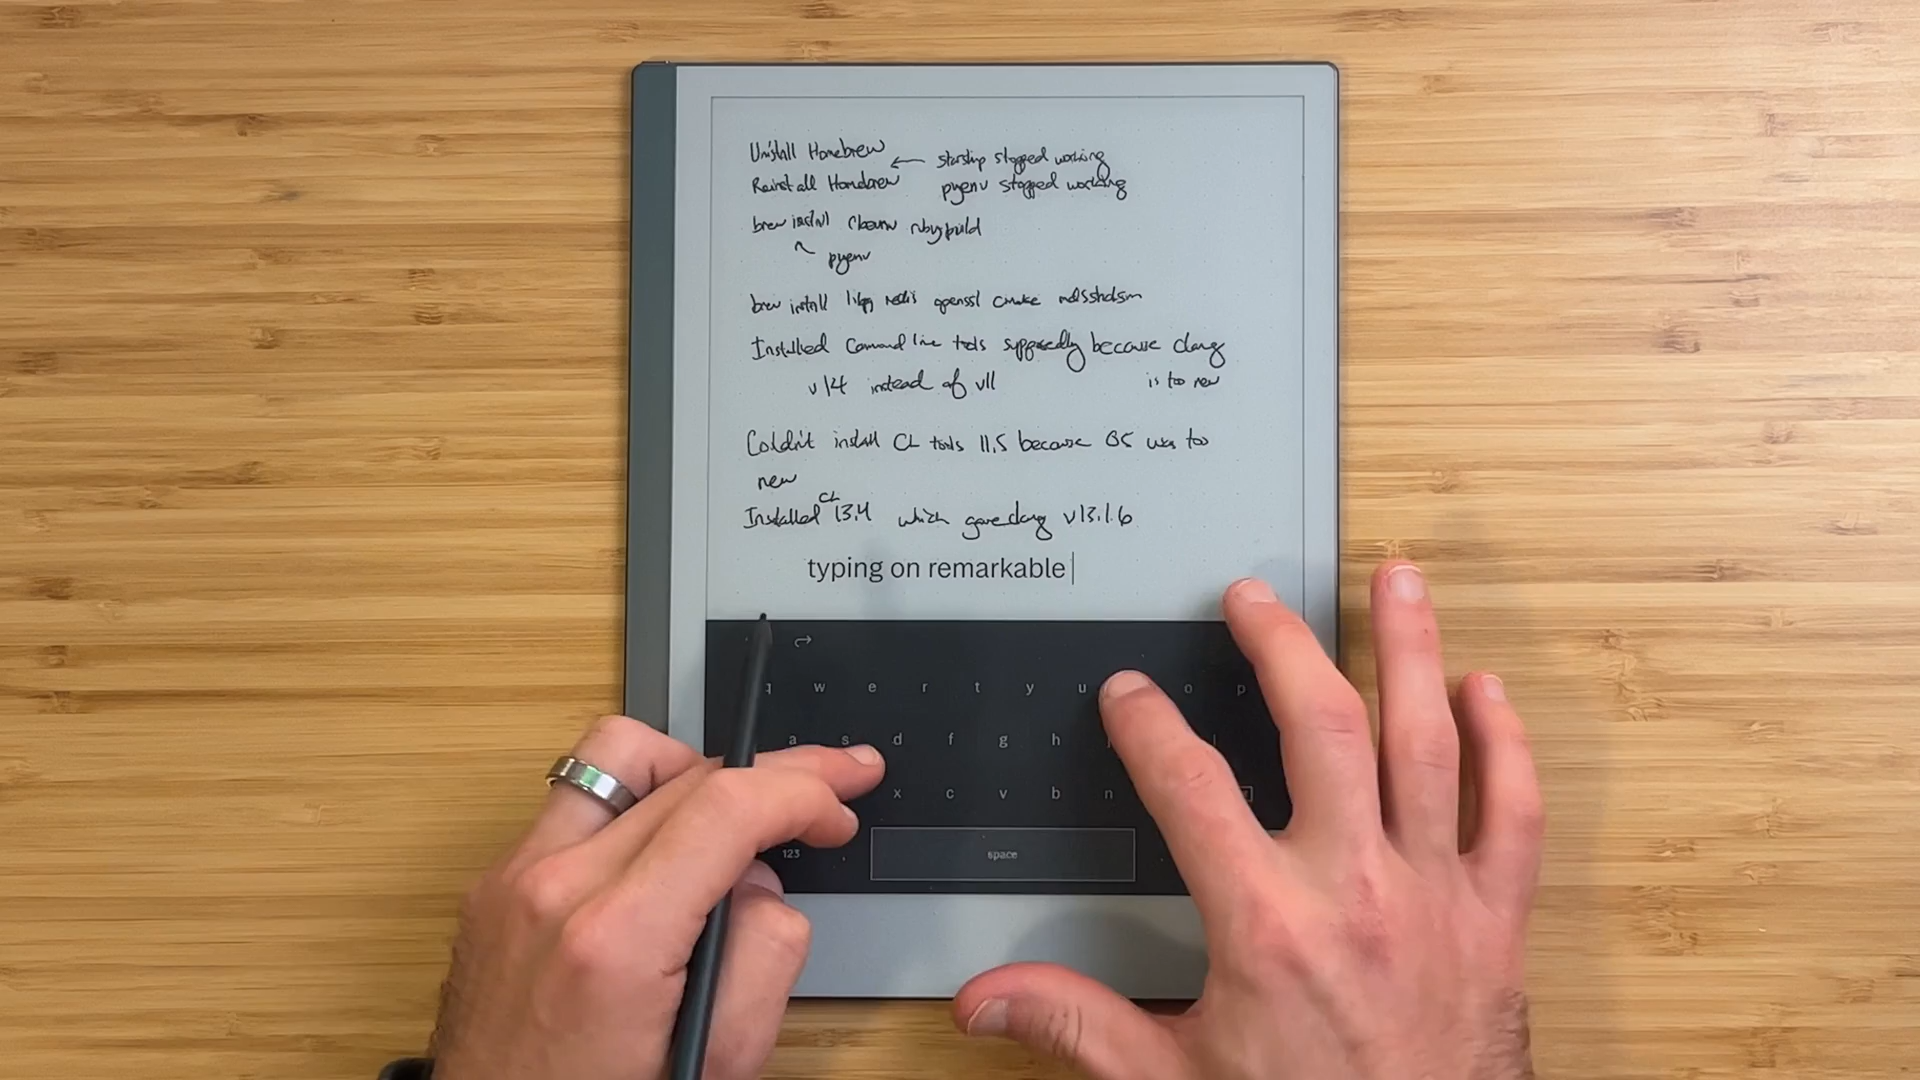 Uninstall Homebrew ← starship stopped working
Reinstall Homebrew pyenv stopped working
brew install rbenv ruby-build
pyenv
brew install redis openssl cmake
Installed Command line tools supposedly because clang
v14 instead of v11 is too new
Couldn't install CL tools 11.5 because OS was too
new
CL
Installed 13.4 which gave clang v13.1.6
typing on remarkable
q w e r t y u o p
a s d f g h j l
x c v b n
123 , space .